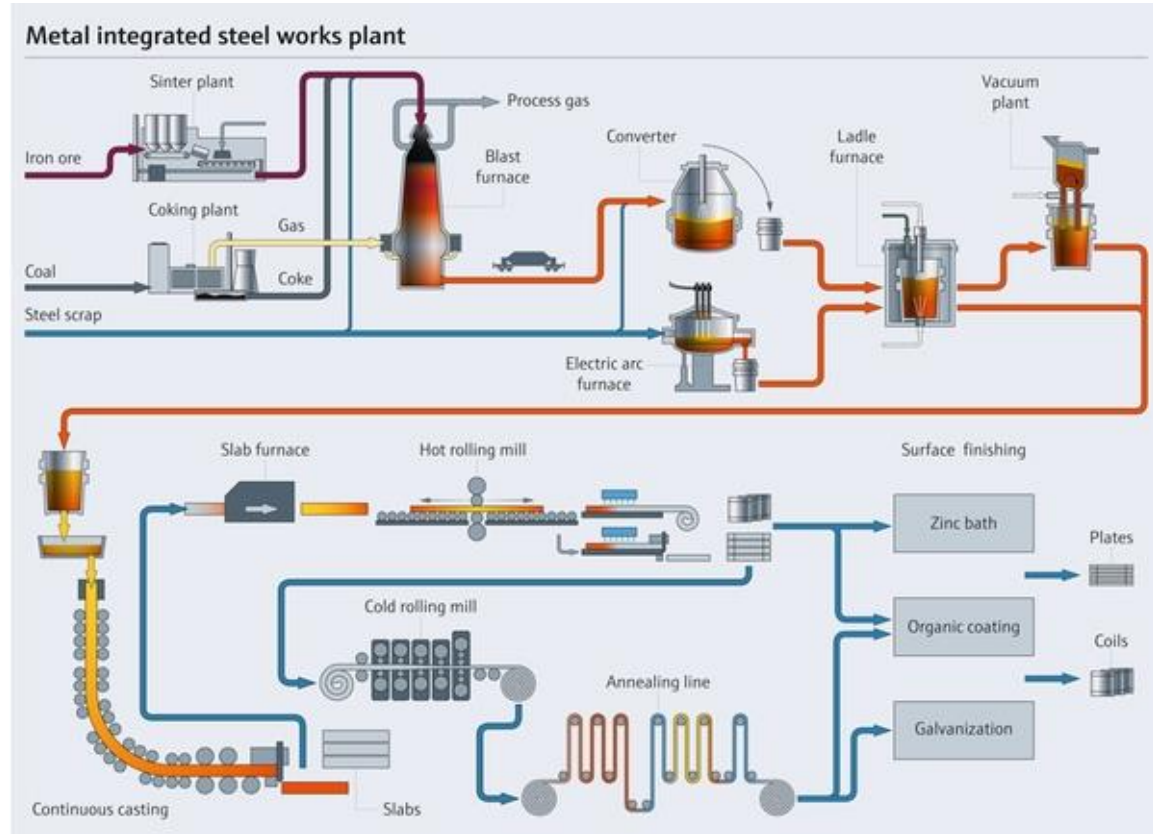 Metal integrated steel works plant
Sinter plant
Process gas
Vacuum
plant
Converter
Ladle
furnace
Iron ore
Blast
furnace
Coking plant
Gas
Coal
Coke
Steel scrap
Electric arc
furnace
Slab furnace
Hot rolling mill
Surface finishing
Zinc bath
Plates
Cold rolling mill
Organic coating
Coils
Annealing line
Galvanization
Continuous casting
Slabs